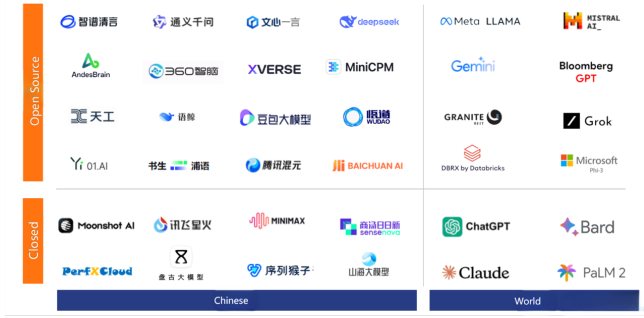 Open Source
智谱清言
通义千问
文心一言
deepseek
Meta LLAMA
MISTRAL
AI_
AndesBrain
360智脑
XVERSE
MiniCPM
Gemini
Bloomberg
GPT
天工
语鲸
豆包大模型
悟道
WUDAO
GRANITE
Grok
Yi 01.AI
书生 浦语
腾讯混元
BAICHUAN AI
DBRX by Databricks
Microsoft
Phi-3
Closed
Moonshot AI
讯飞星火
MINIMAX
商汤日日新
sensenova
ChatGPT
Bard
PerfXCloud
盘古大模型
序列猴子
山海大模型
Claude
PaLM 2
Chinese
World